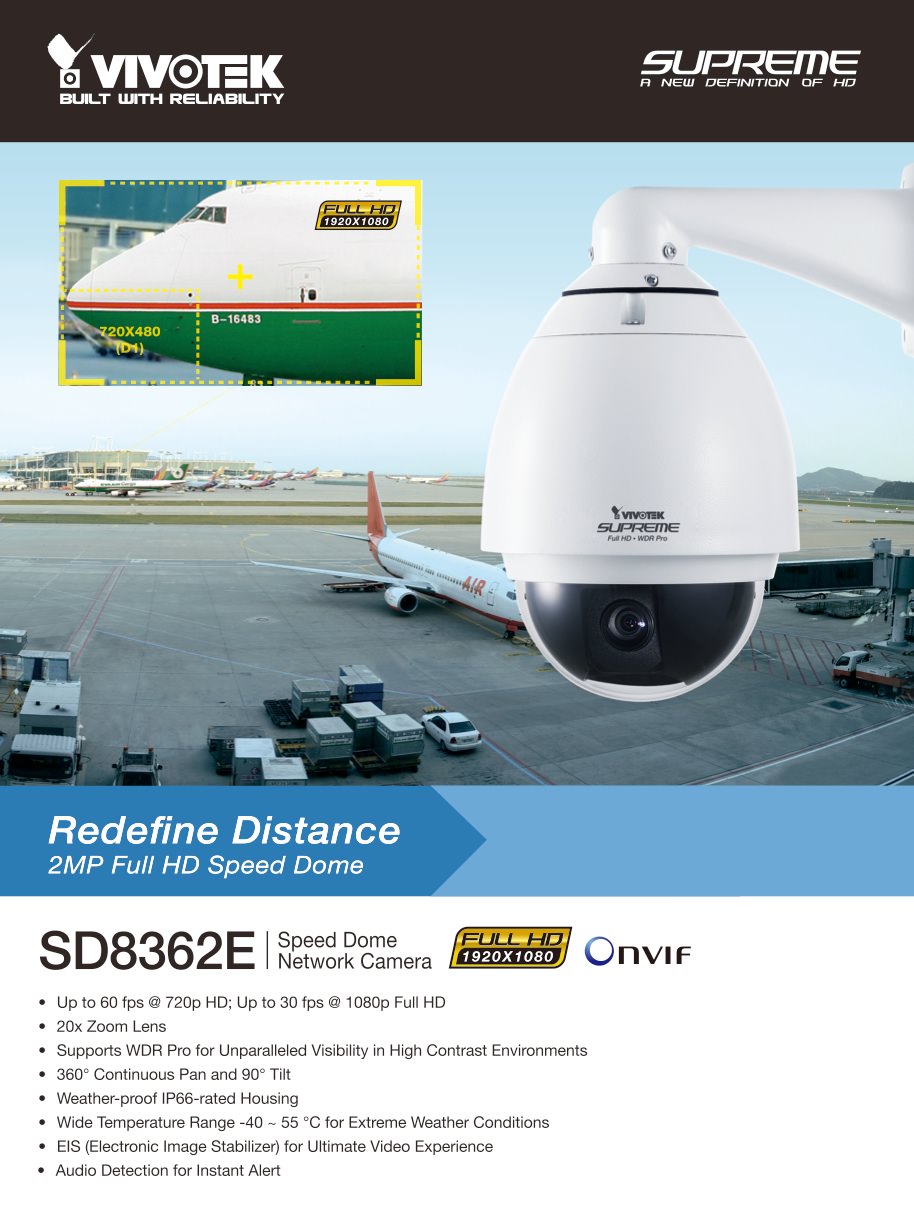 VIVOTEK
BUILT WITH RELIABILITY
SUPREME
A NEW DEFINITION OF HD
FULL HD
1920X1080
B-16483
720X480
(D1)
VIVOTEK
SUPREME
Full HD • WDR Pro
AIR
Redefine Distance
2MP Full HD Speed Dome
SD8362E
Speed Dome
Network Camera
FULL HD
1920X1080
ONVIF
• Up to 60 fps @ 720p HD; Up to 30 fps @ 1080p Full HD
• 20x Zoom Lens
• Supports WDR Pro for Unparalleled Visibility in High Contrast Environments
• 360° Continuous Pan and 90° Tilt
• Weather-proof IP66-rated Housing
• Wide Temperature Range -40 ~ 55 °C for Extreme Weather Conditions
• EIS (Electronic Image Stabilizer) for Ultimate Video Experience
• Audio Detection for Instant Alert